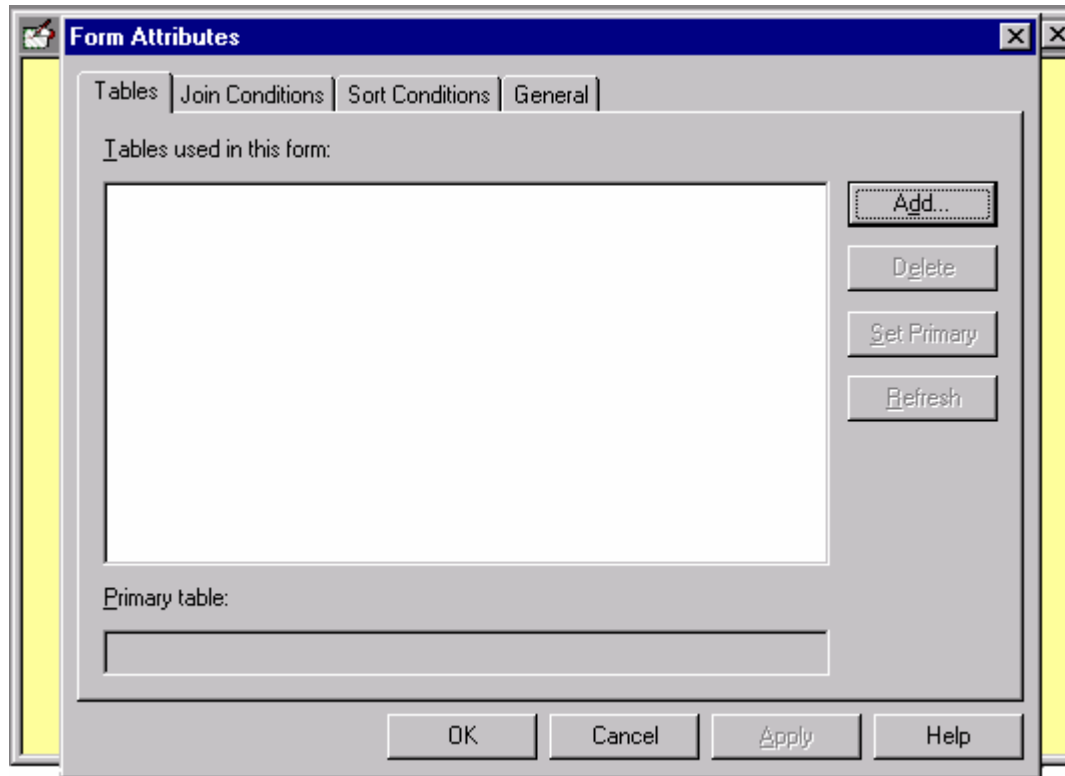 Form Attributes
Tables Join Conditions Sort Conditions General
Tables used in this form:
Add...
Delete
Set Primary
Refresh
Primary table:
OK Cancel Apply Help